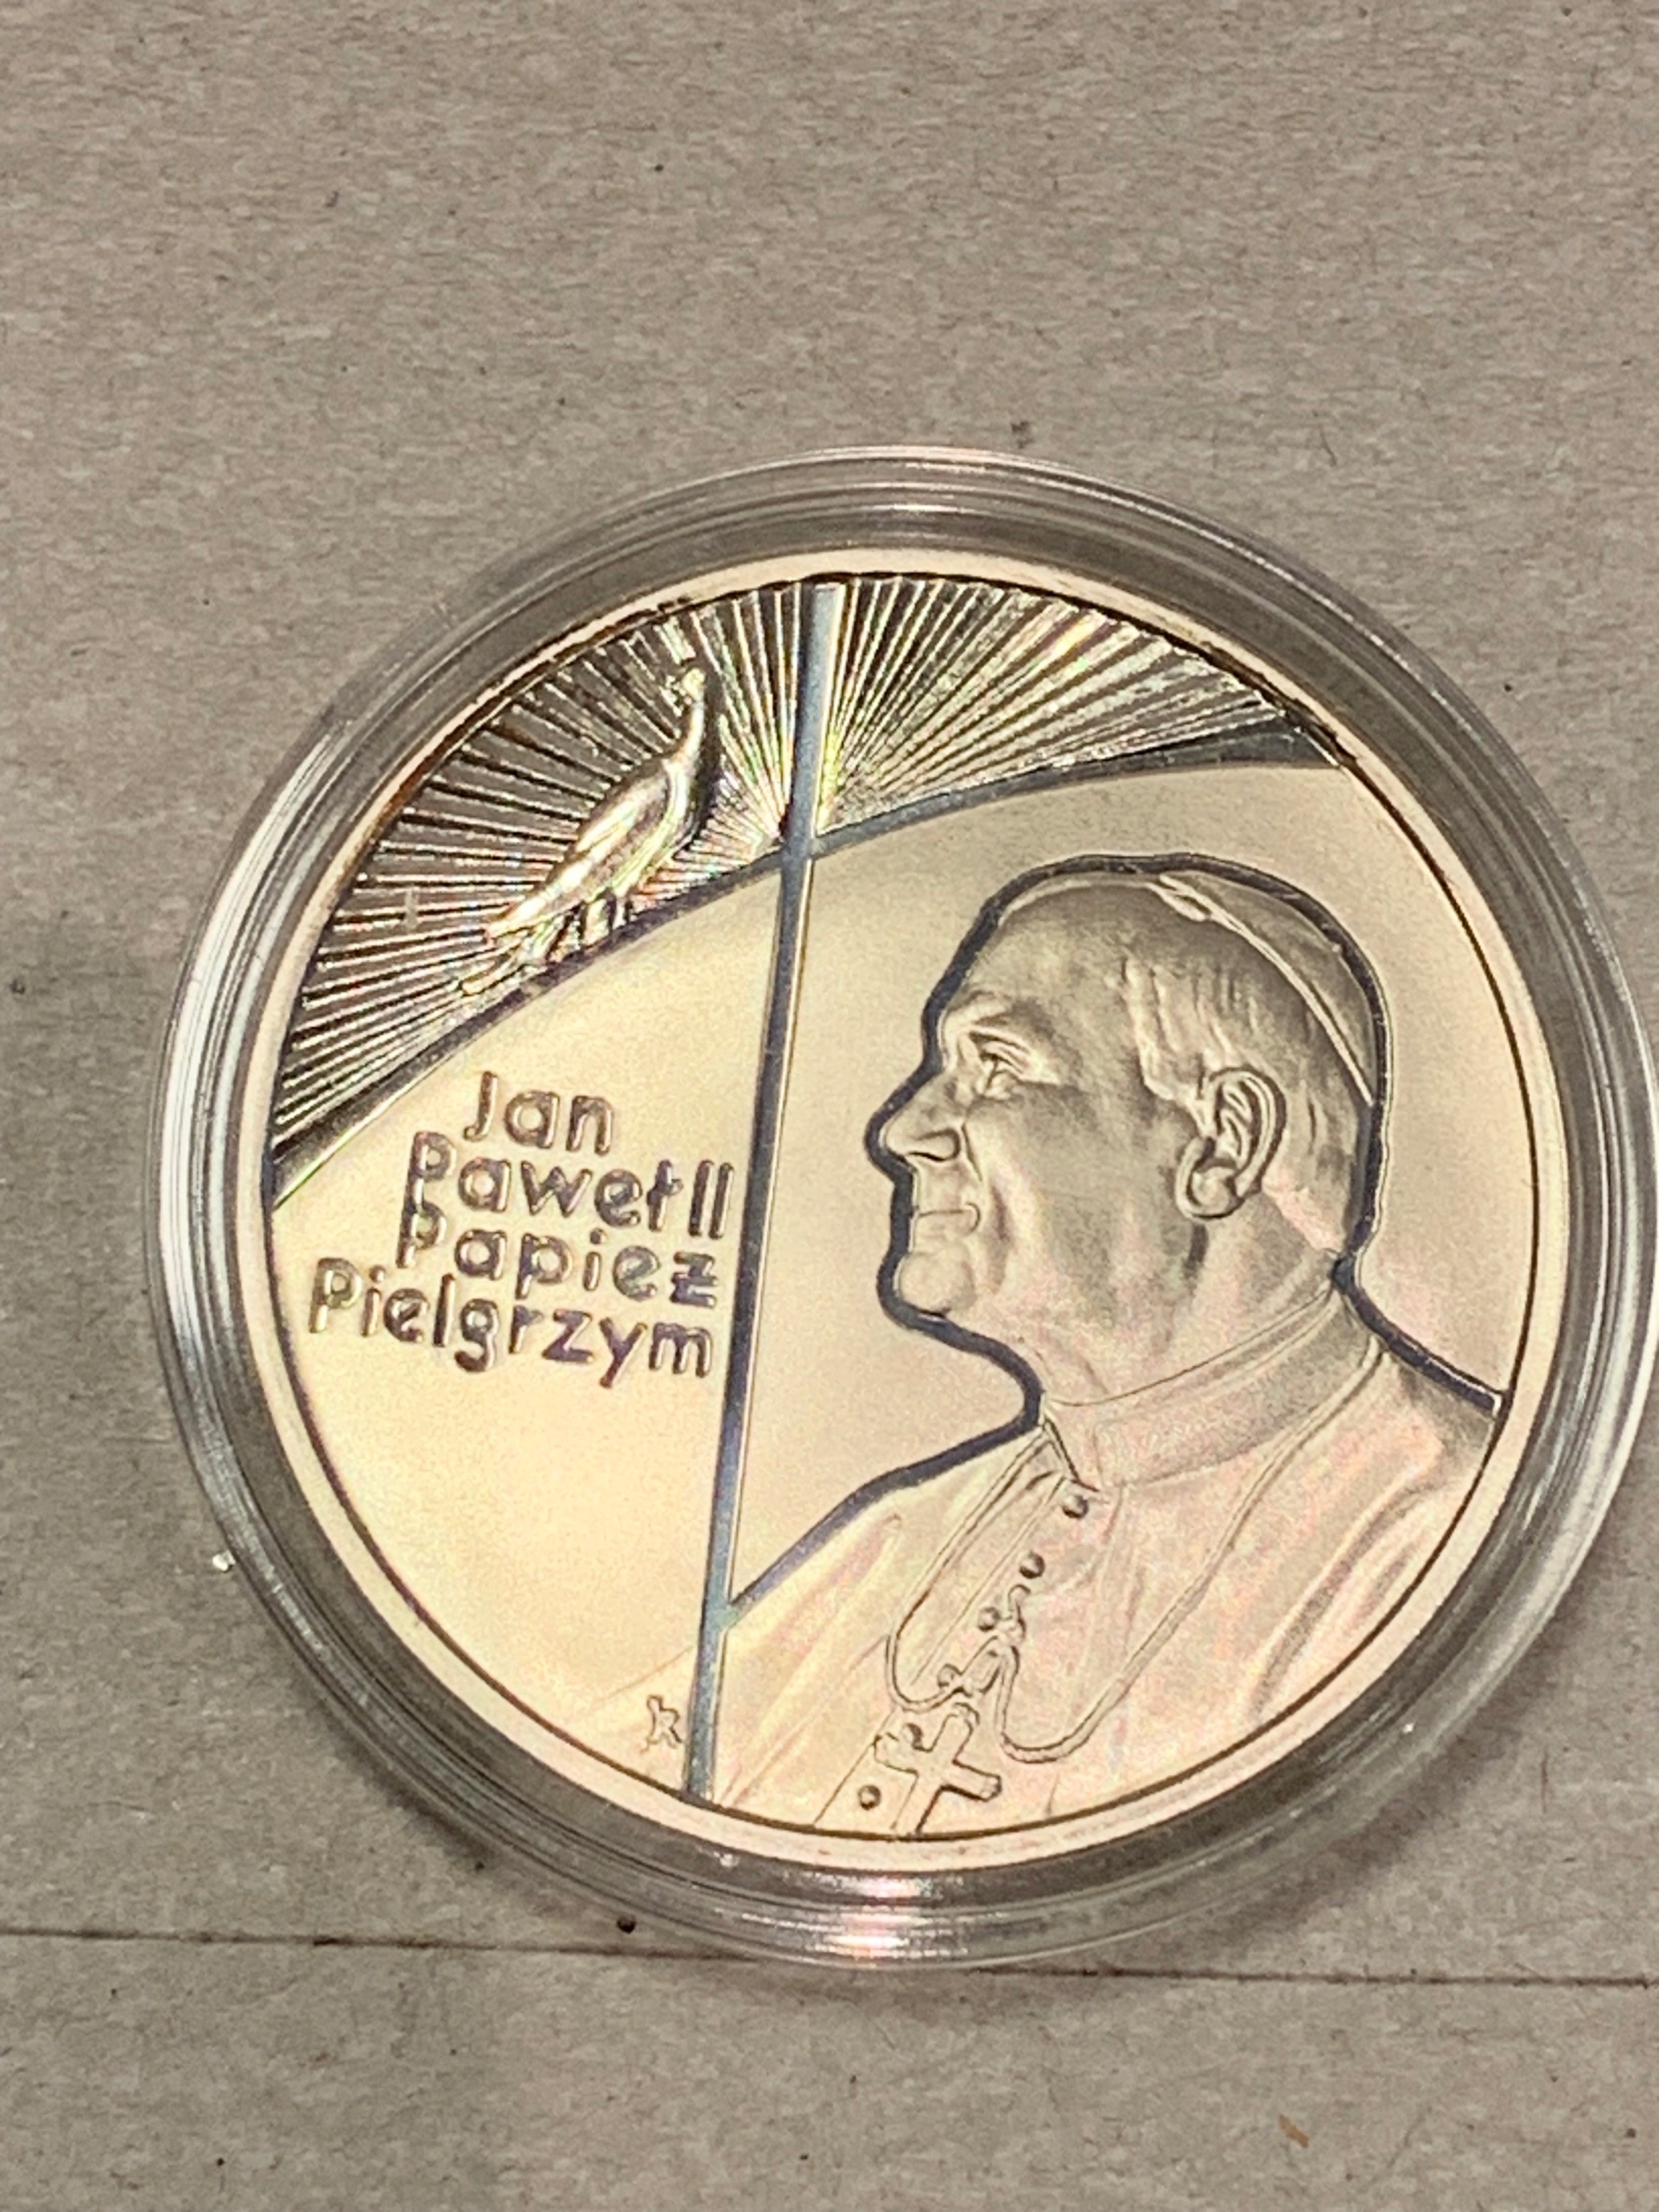 Jan
Paweł II
Papież
Pielgrzym